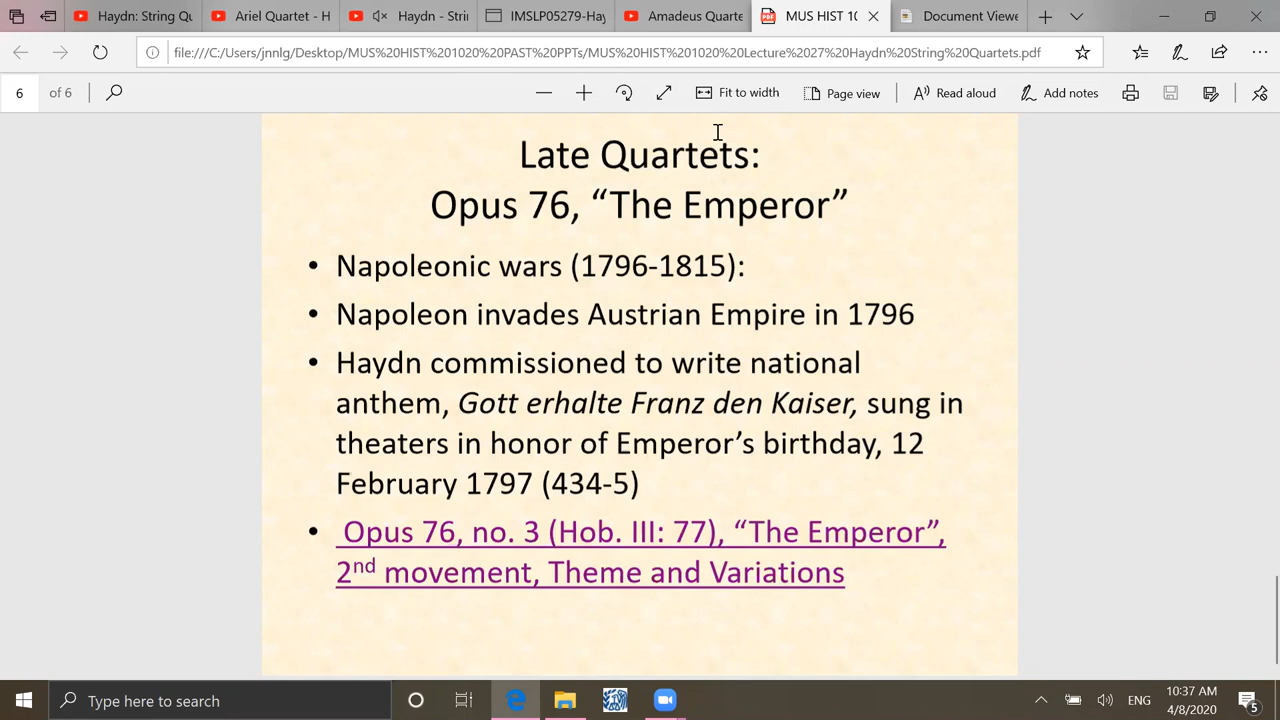 Haydn: String Qu
Ariel Quartet - H
Haydn - Stri
IMSLP05279-Hay
Amadeus Quarte
MUS HIST 10
Document Viewe
file:///C:/Users/jnnlg/Desktop/MUS%20HIST%201020%20PAST%20PPTs/MUS%20HIST%201020%20Lecture%2027%20Haydn%20String%20Quartets.pdf
6 of 6
Fit to width
Page view
Read aloud
Add notes
Late Quartets:
Opus 76, “The Emperor”
• Napoleonic wars (1796-1815):
• Napoleon invades Austrian Empire in 1796
• Haydn commissioned to write national
anthem, Gott erhalte Franz den Kaiser, sung in
theaters in honor of Emperor’s birthday, 12
February 1797 (434-5)
• Opus 76, no. 3 (Hob. III: 77), “The Emperor”,
2nd movement, Theme and Variations
Type here to search
ENG
10:37 AM
4/8/2020
5